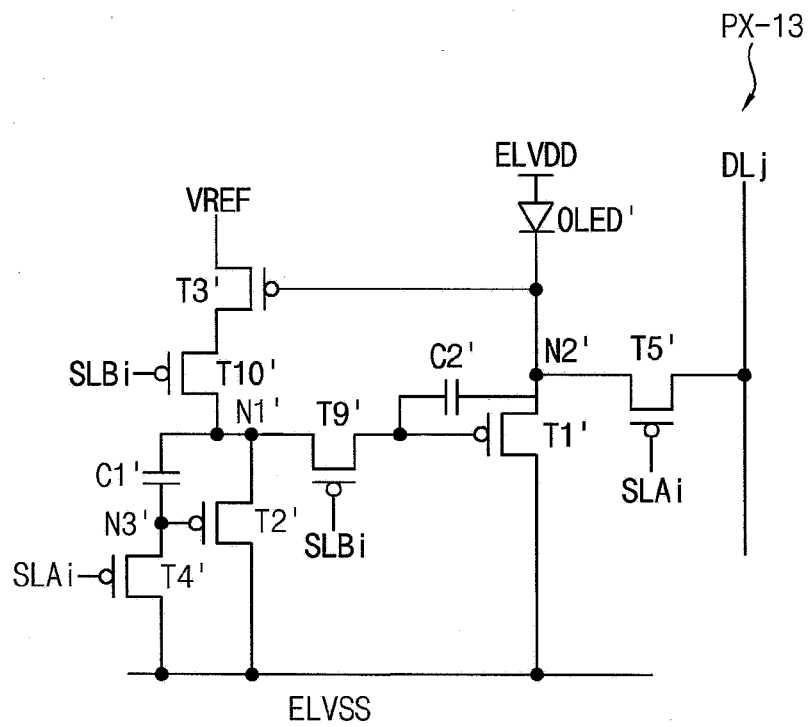 PX-13
ELVDD
DLj
VREF
OLED'
T3'
C2'
N2'
T5'
SLBi
T10'
N1'
T9'
T1'
C1'
SLAi
N3'
T2'
SLBi
SLAi
T4'
ELVSS